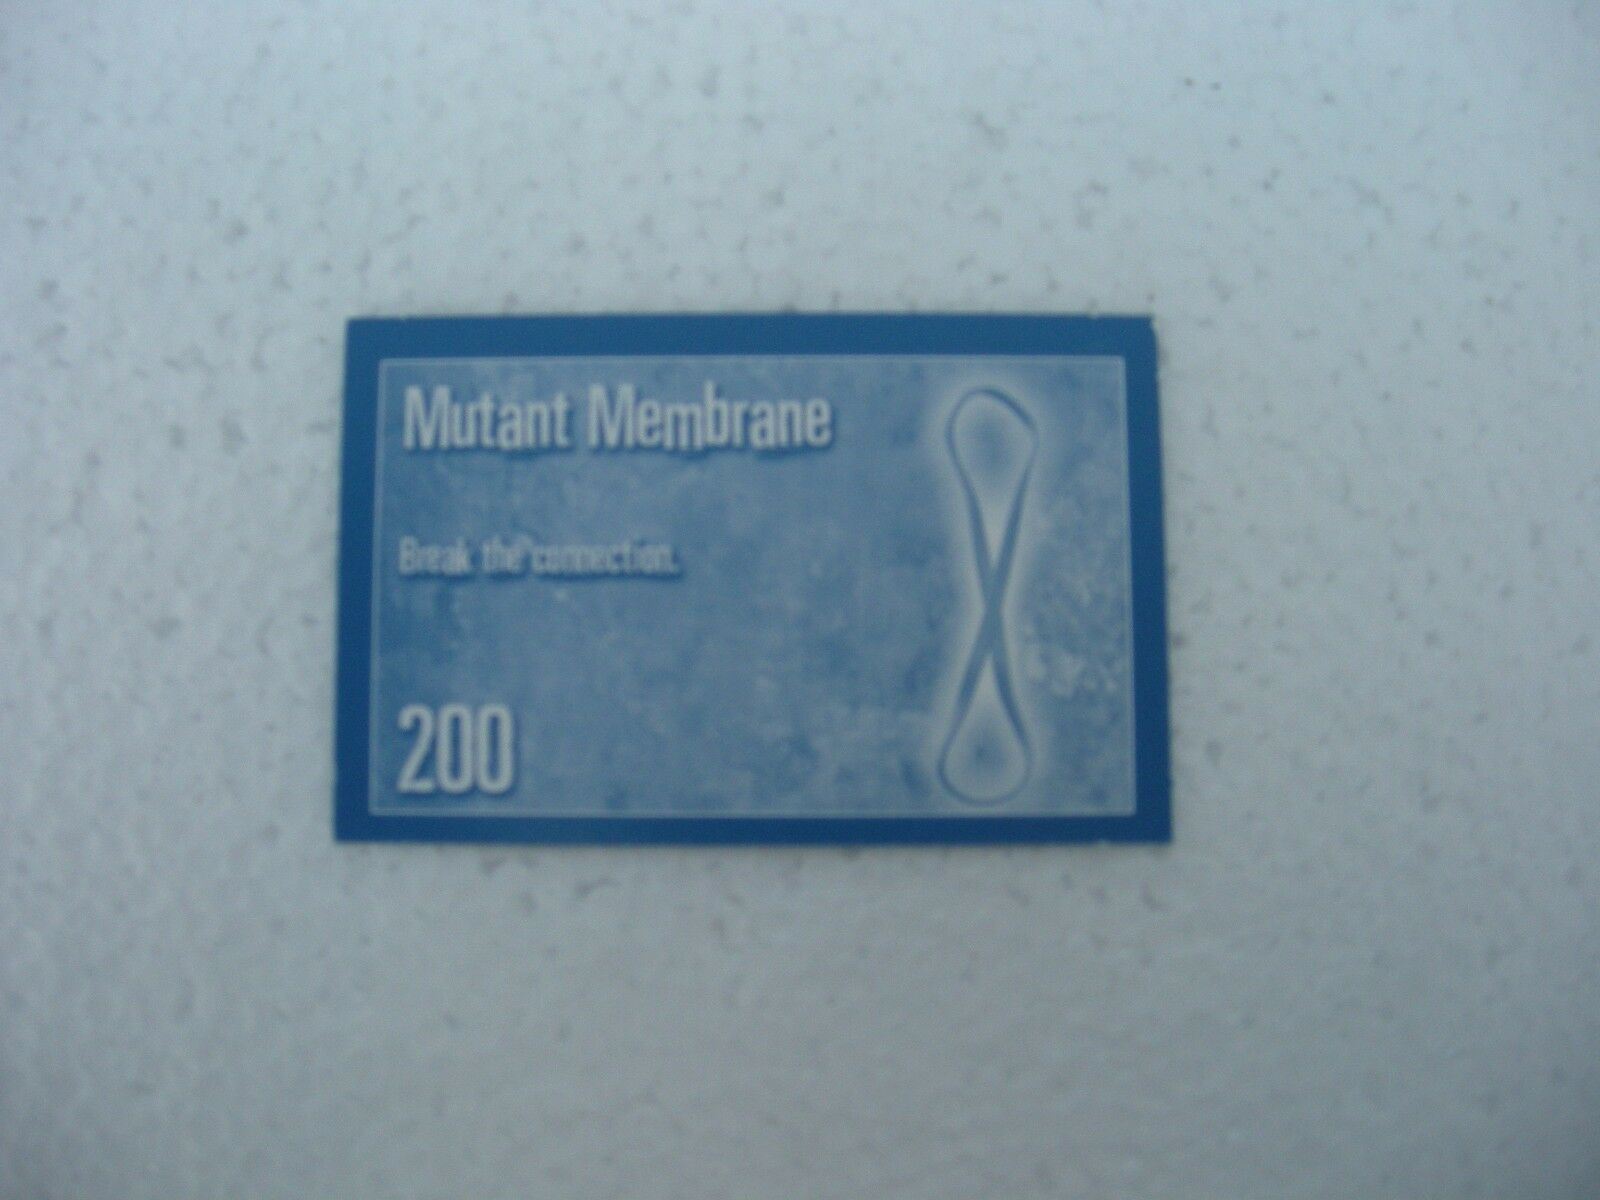 Mutant Membrane
Break the connection.
200